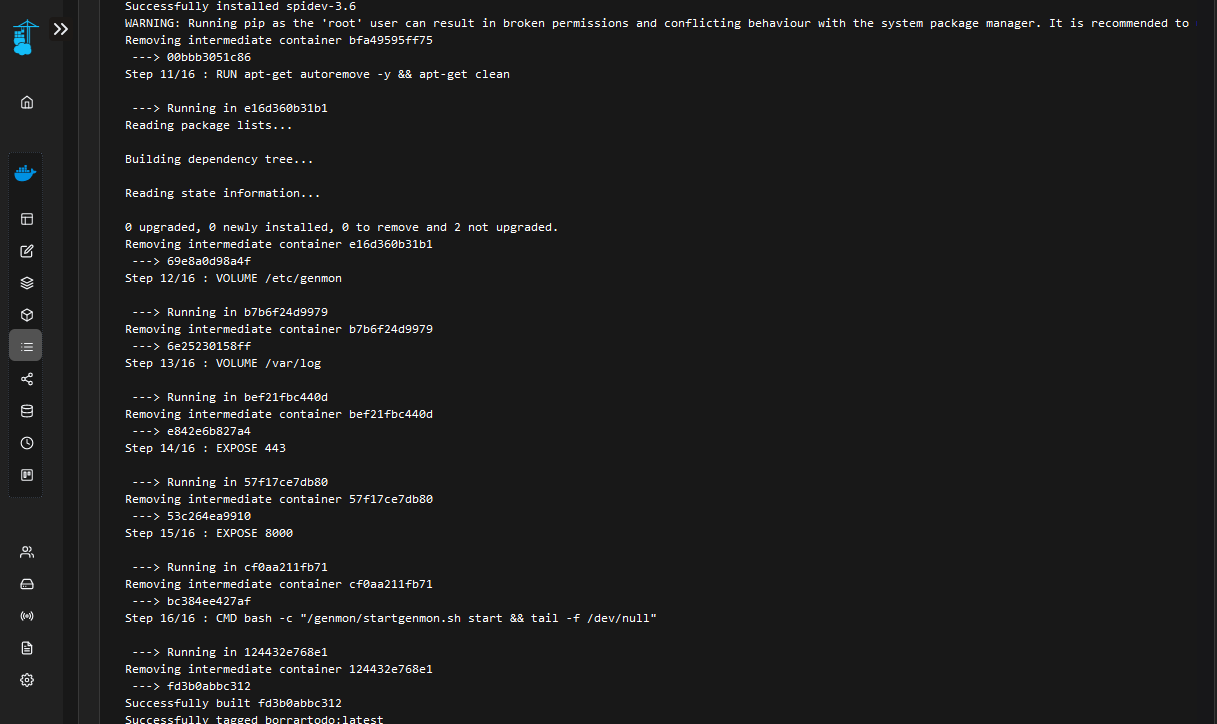 Successfully installed spidev-3.6
WARNING: Running pip as the 'root' user can result in broken permissions and conflicting behaviour with the system package manager. It is recommended to
Removing intermediate container bfa49595ff75
---> 00bbb3051c86
Step 11/16 : RUN apt-get autoremove -y && apt-get clean
---> Running in e16d360b31b1
Reading package lists...
Building dependency tree...
Reading state information...
0 upgraded, 0 newly installed, 0 to remove and 2 not upgraded.
Removing intermediate container e16d360b31b1
---> 69e8a0d98a4f
Step 12/16 : VOLUME /etc/genmon
---> Running in b7b6f24d9979
Removing intermediate container b7b6f24d9979
---> 6e25230158ff
Step 13/16 : VOLUME /var/log
---> Running in bef21fbc440d
Removing intermediate container bef21fbc440d
---> e842e6b827a4
Step 14/16 : EXPOSE 443
---> Running in 57f17ce7db80
Removing intermediate container 57f17ce7db80
---> 53c264ea9910
Step 15/16 : EXPOSE 8000
---> Running in cf0aa211fb71
Removing intermediate container cf0aa211fb71
---> bc384ee427af
Step 16/16 : CMD bash -c "/genmon/startgenmon.sh start && tail -f /dev/null"
---> Running in 124432e768e1
Removing intermediate container 124432e768e1
---> fd3b0abbc312
Successfully built fd3b0abbc312
Successfully tagged borrartodo:latest